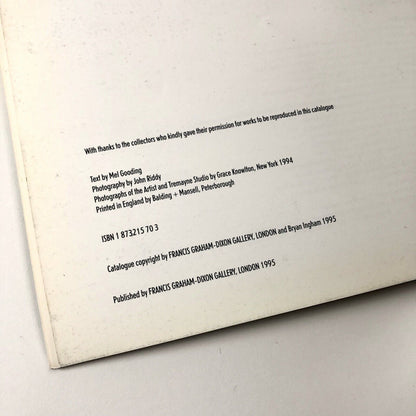 With thanks to the collectors who kindly gave their permission for works to be reproduced in this catalogue
Text by Mel Gooding
Photography by John Riddy
Photographs of the Artist and Tremayne Studio by Grace Knowlton, New York 1994
Printed in England by Balding + Mansell, Peterborough
ISBN 1 873215 70 3
Catalogue copyright by FRANCIS GRAHAM-DIXON GALLERY, LONDON and Bryan Ingham 1995
Published by FRANCIS GRAHAM-DIXON GALLERY, LONDON 1995